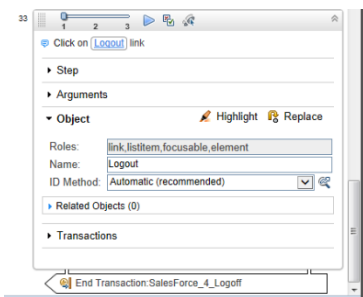 33
1 2 3
Click on Logout link
Step
Arguments
Object Highlight Replace
Roles: link,listitem,focusable,element
Name: Logout
ID Method: Automatic (recommended)
Related Objects (0)
Transactions
End Transaction:SalesForce_4_Logoff